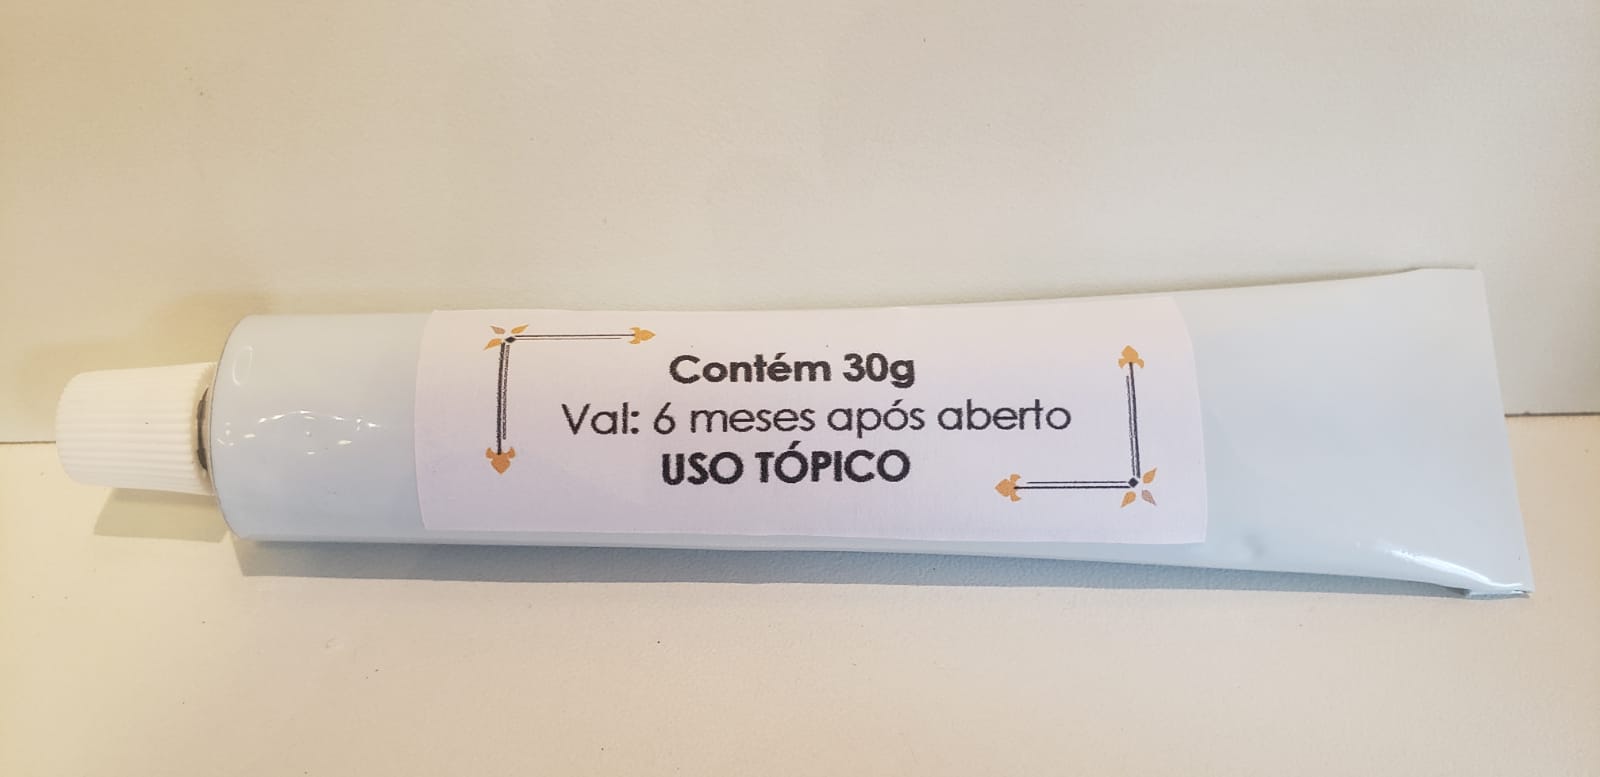 Contém 30g
Val: 6 meses após aberto
USO TÓPICO